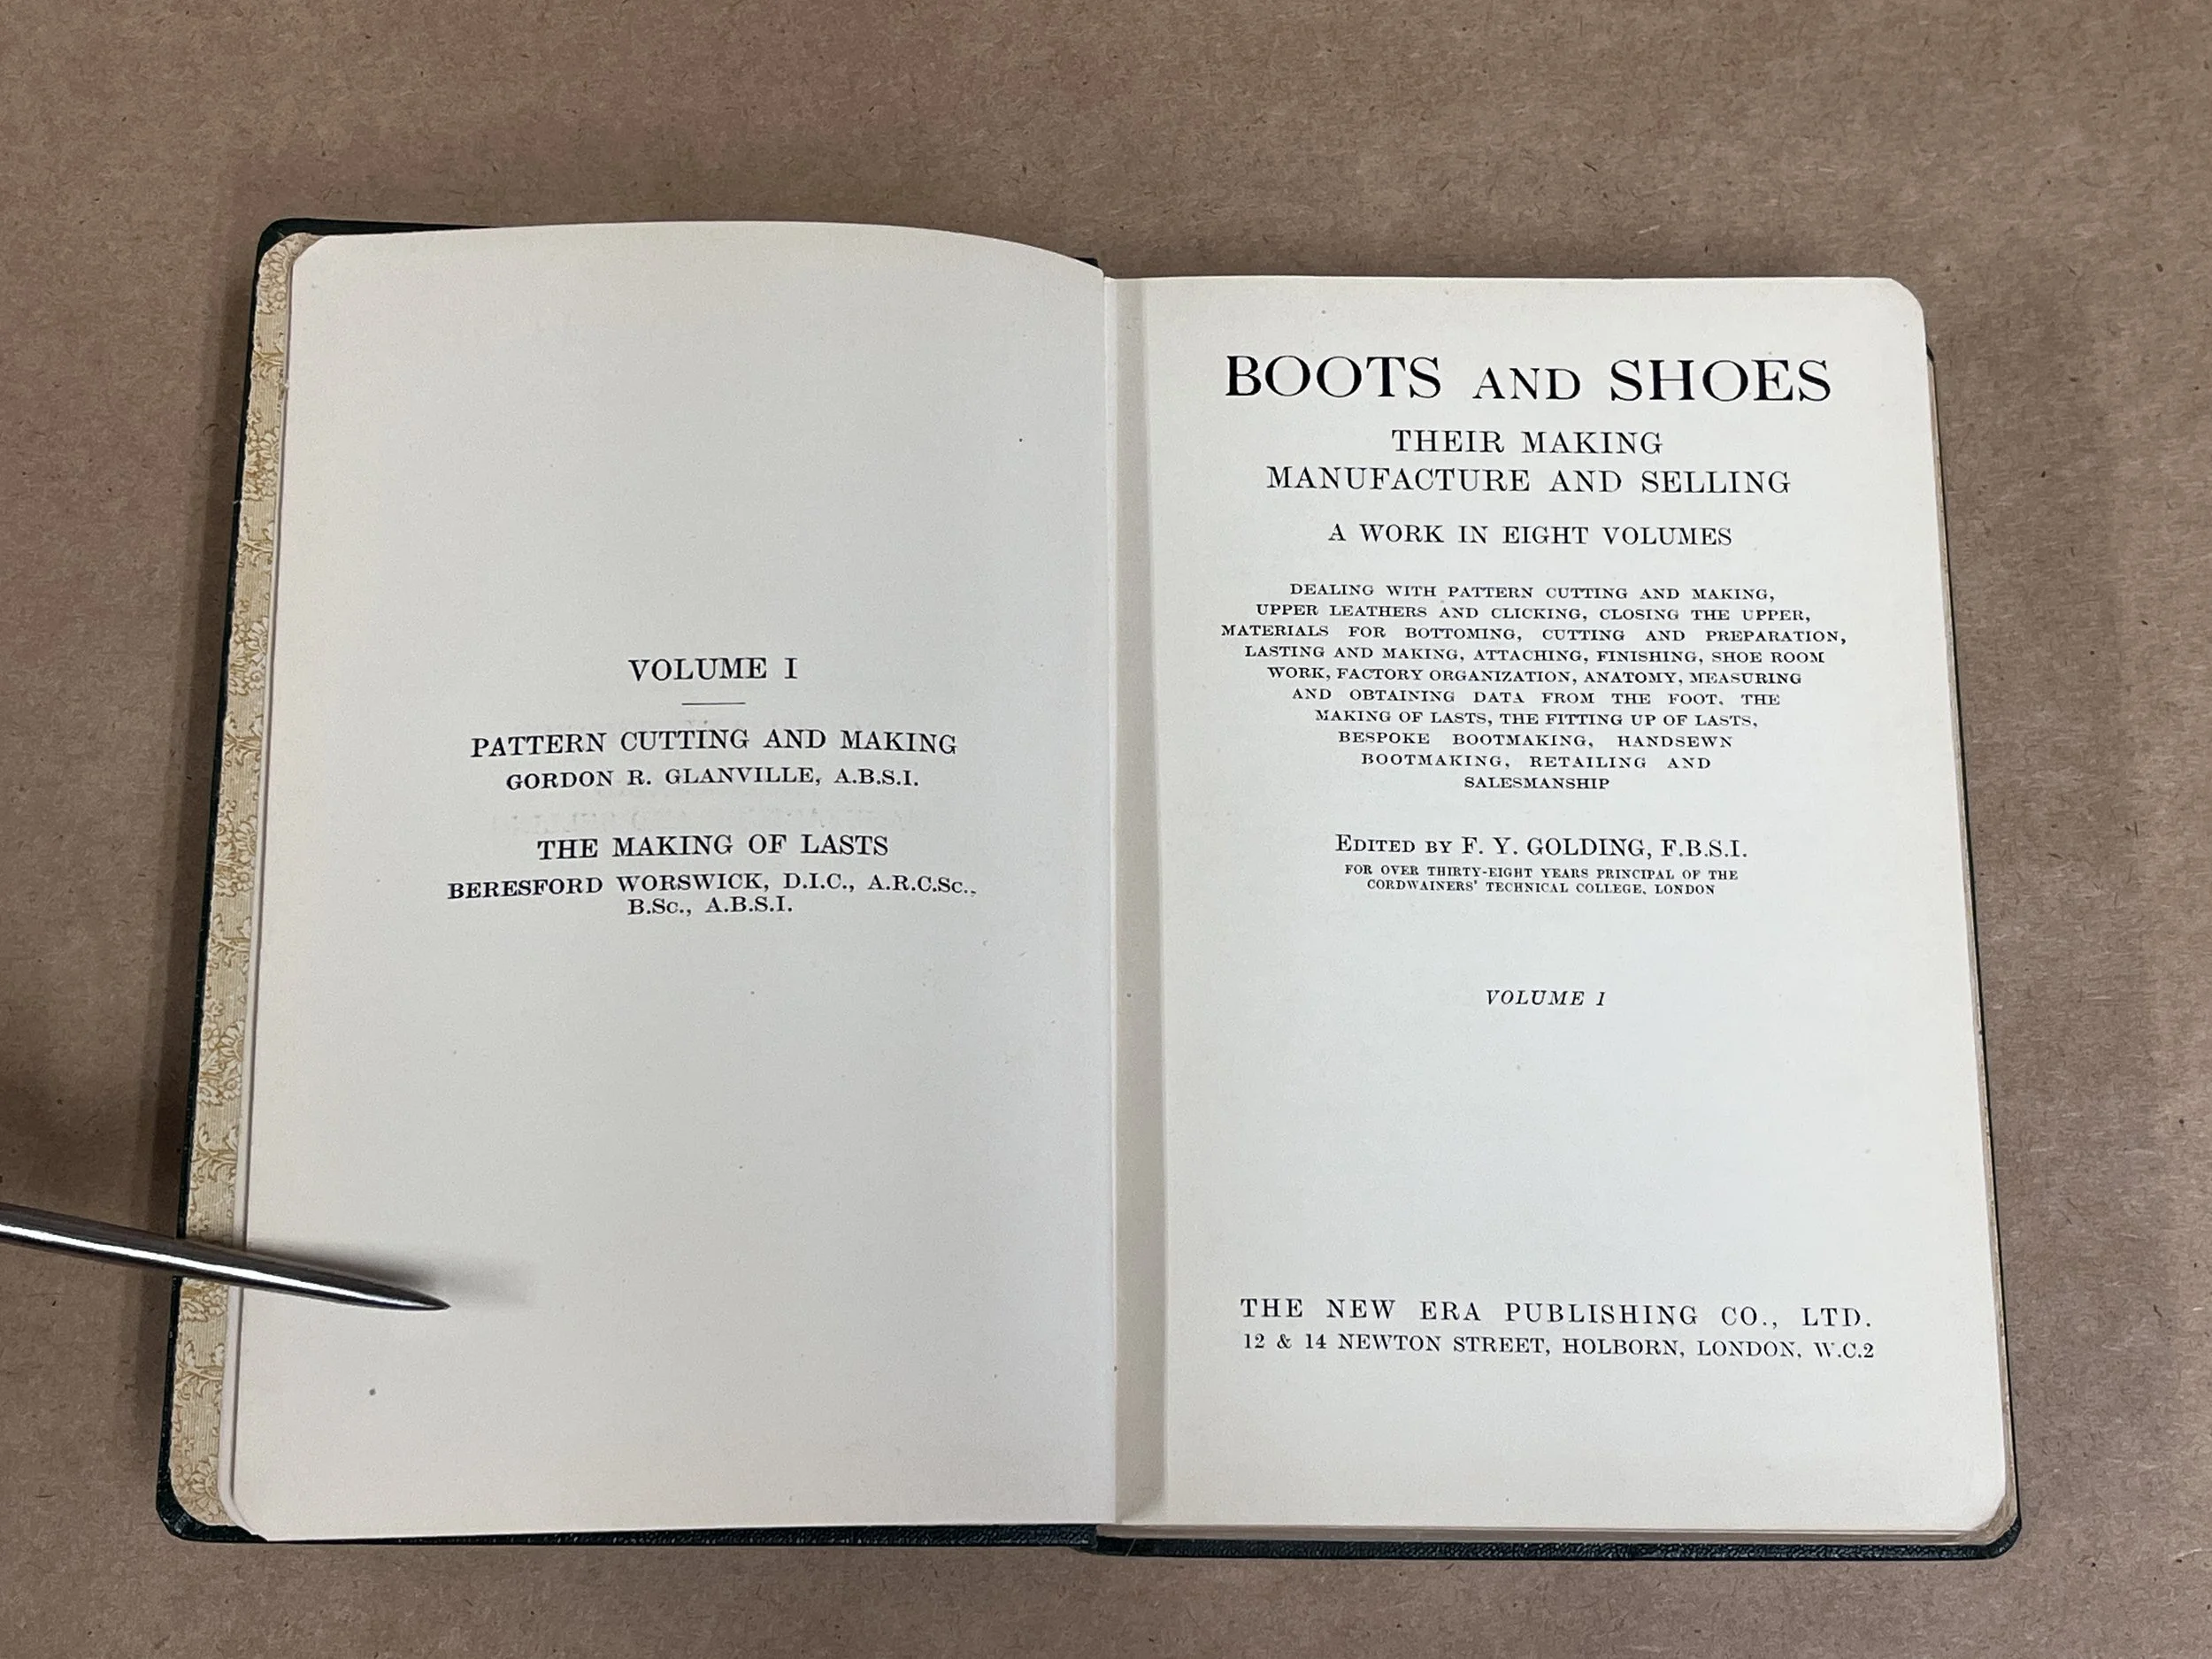 VOLUME I
PATTERN CUTTING AND MAKING
GORDON R. GLANVILLE, A.B.S.I.
THE MAKING OF LASTS
BERESFORD WORSWICK, D.I.C., A.R.C.Sc.,
B.Sc., A.B.S.I.
BOOTS AND SHOES
THEIR MAKING
MANUFACTURE AND SELLING
A WORK IN EIGHT VOLUMES
DEALING WITH PATTERN CUTTING AND MAKING,
UPPER LEATHERS AND CLICKING, CLOSING THE UPPER,
MATERIALS FOR BOTTOMING, CUTTING AND PREPARATION,
LASTING AND MAKING, ATTACHING, FINISHING, SHOE ROOM
WORK, FACTORY ORGANIZATION, ANATOMY, MEASURING
AND OBTAINING DATA FROM THE FOOT, THE
MAKING OF LASTS, THE FITTING UP OF LASTS,
BESPOKE BOOTMAKING, HANDSEWN
BOOTMAKING, RETAILING AND
SALESMANSHIP
EDITED BY F. Y. GOLDING, F.B.S.I.
FOR OVER THIRTY-EIGHT YEARS PRINCIPAL OF THE
CORDWAINERS' TECHNICAL COLLEGE, LONDON
VOLUME I
THE NEW ERA PUBLISHING CO., LTD.
12 & 14 NEWTON STREET, HOLBORN, LONDON, W.C.2